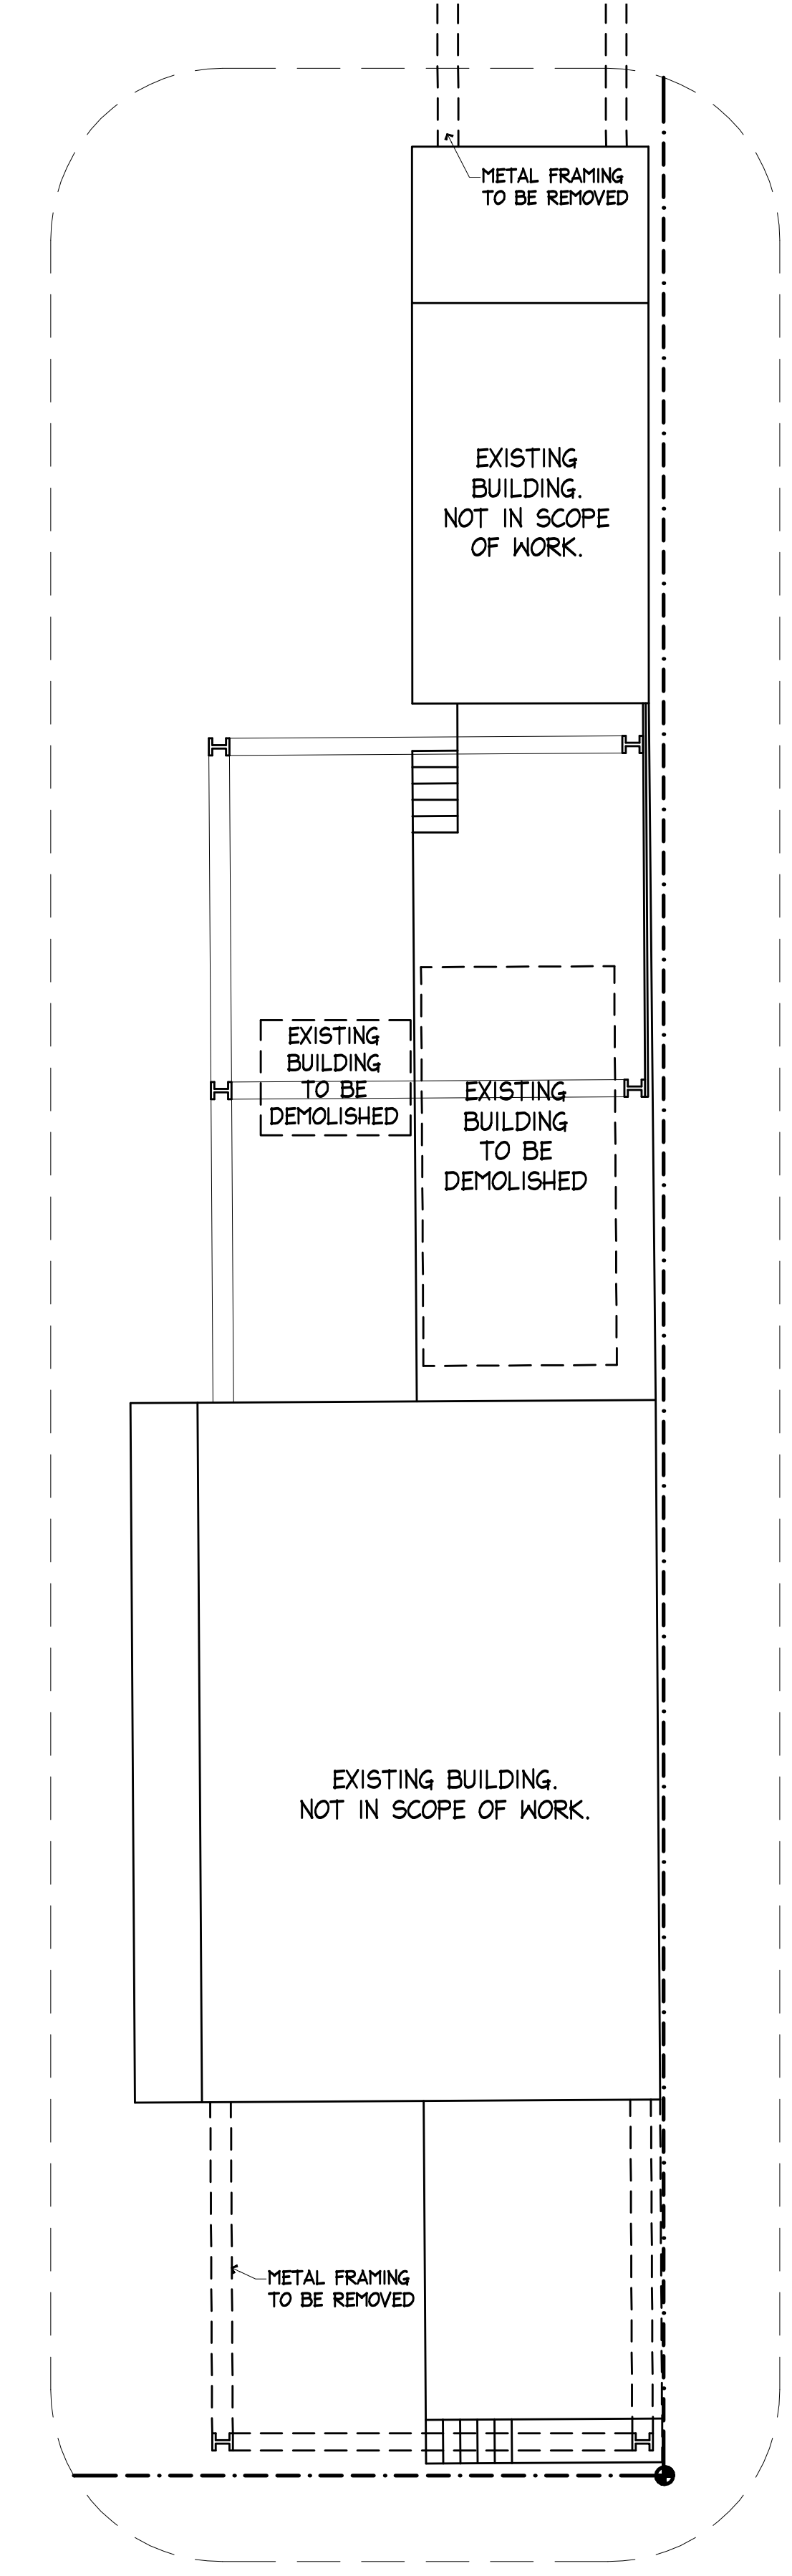 METAL FRAMING
TO BE REMOVED
EXISTING
BUILDING.
NOT IN SCOPE
OF WORK.
EXISTING
BUILDING
TO BE
DEMOLISHED
EXISTING
BUILDING
TO BE
DEMOLISHED
EXISTING BUILDING.
NOT IN SCOPE OF WORK.
METAL FRAMING
TO BE REMOVED